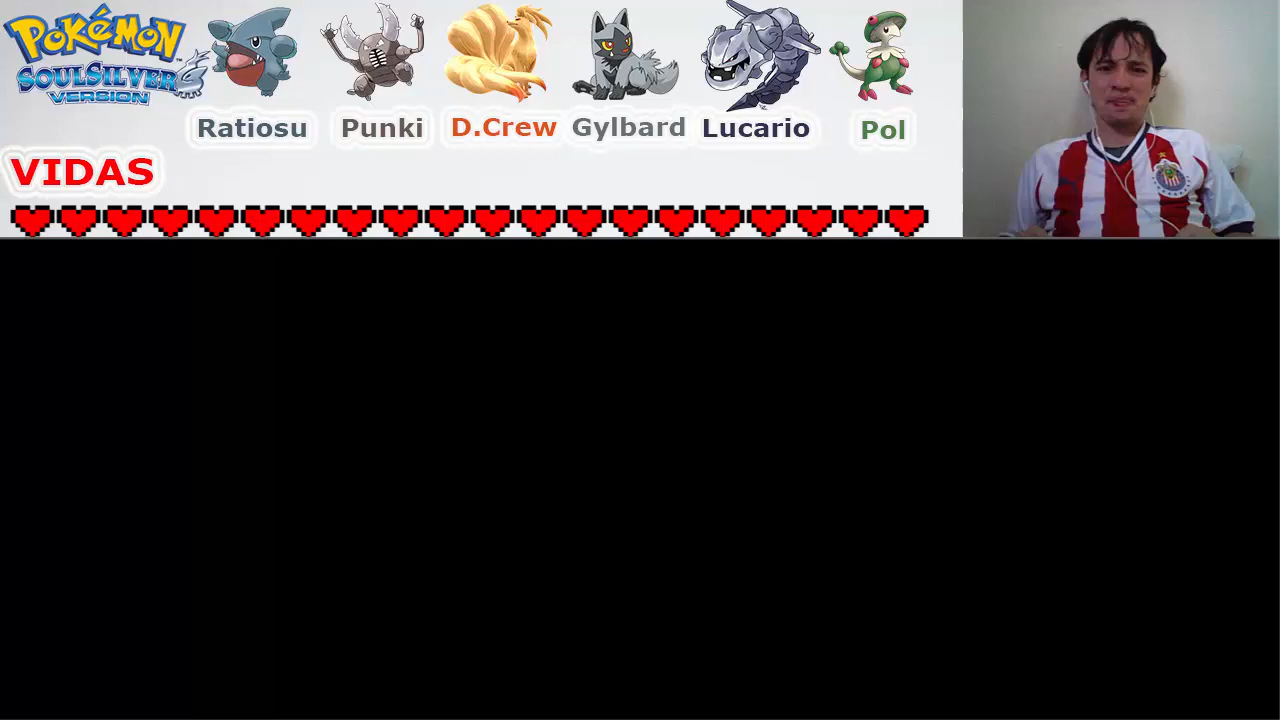 POKéMON
SOULSILVER
VERSION
Ratiosu Punki D.Crew Gylbard Lucario Pol
VIDAS